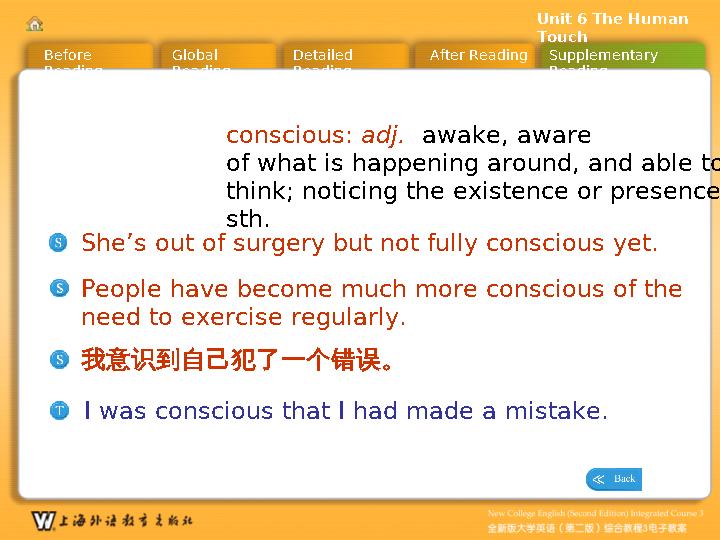 Unit 6 The Human
Touch
Before
Reading
Global
Reading
Detailed
Reading
After Reading
Supplementary
Reading
conscious: adj. awake, aware
of what is happening around, and able to
think; noticing the existence or presence
sth.
S She’s out of surgery but not fully conscious yet.
S People have become much more conscious of the
need to exercise regularly.
S 我意识到自己犯了一个错误。
T I was conscious that I had made a mistake.
≪ Back
W 上海外语教育出版社
New College English (Second Edition) Integrated Course 3
全新版大学英语（第二版）综合教程3电子教案